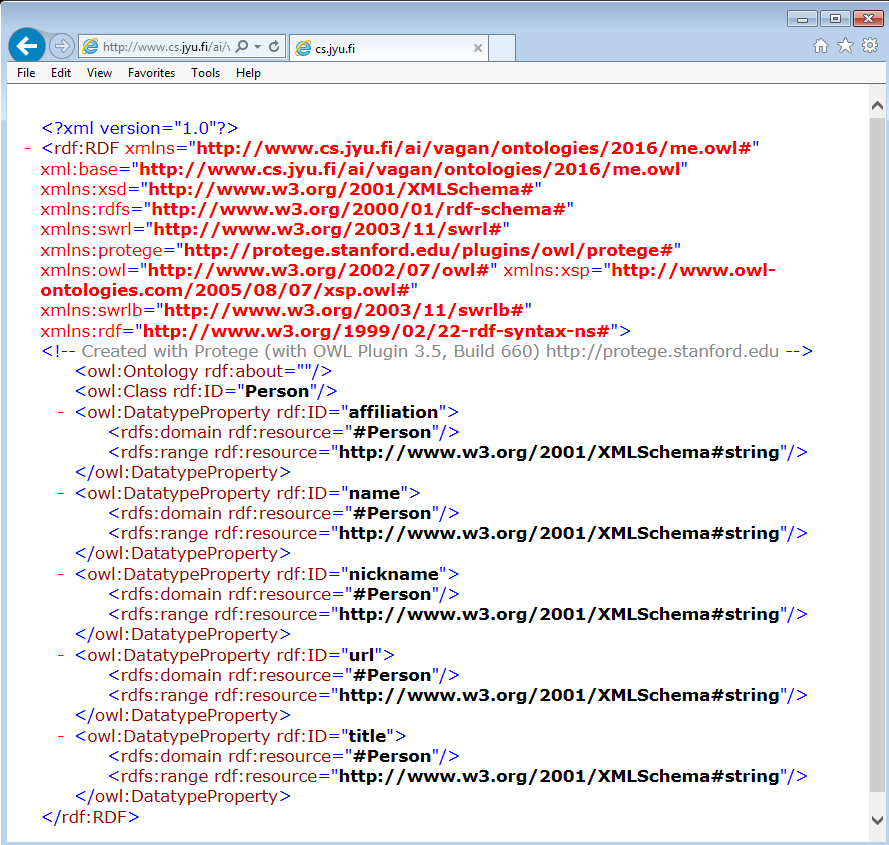 http://www.cs.jyu.fi/ai/v
cs.jyu.fi
File Edit View Favorites Tools Help
<?xml version="1.0"?>
- <rdf:RDF xmlns="http://www.cs.jyu.fi/ai/vagan/ontologies/2016/me.owl#"
xml:base="http://www.cs.jyu.fi/ai/vagan/ontologies/2016/me.owl"
xmlns:xsd="http://www.w3.org/2001/XMLSchema#"
xmlns:rdfs="http://www.w3.org/2000/01/rdf-schema#"
xmlns:swrl="http://www.w3.org/2003/11/swrl#"
xmlns:protege="http://protege.stanford.edu/plugins/owl/protege#"
xmlns:owl="http://www.w3.org/2002/07/owl#" xmlns:xsp="http://www.owl-
ontologies.com/2005/08/07/xsp.owl#"
xmlns:swrlb="http://www.w3.org/2003/11/swrlb#"
xmlns:rdf="http://www.w3.org/1999/02/22-rdf-syntax-ns#">
<!-- Created with Protege (with OWL Plugin 3.5, Build 660) http://protege.stanford.edu -->
<owl:Ontology rdf:about=""/>
<owl:Class rdf:ID="Person"/>
- <owl:DatatypeProperty rdf:ID="affiliation">
<rdfs:domain rdf:resource="#Person"/>
<rdfs:range rdf:resource="http://www.w3.org/2001/XMLSchema#string"/>
</owl:DatatypeProperty>
- <owl:DatatypeProperty rdf:ID="name">
<rdfs:domain rdf:resource="#Person"/>
<rdfs:range rdf:resource="http://www.w3.org/2001/XMLSchema#string"/>
</owl:DatatypeProperty>
- <owl:DatatypeProperty rdf:ID="nickname">
<rdfs:domain rdf:resource="#Person"/>
<rdfs:range rdf:resource="http://www.w3.org/2001/XMLSchema#string"/>
</owl:DatatypeProperty>
- <owl:DatatypeProperty rdf:ID="url">
<rdfs:domain rdf:resource="#Person"/>
<rdfs:range rdf:resource="http://www.w3.org/2001/XMLSchema#string"/>
</owl:DatatypeProperty>
- <owl:DatatypeProperty rdf:ID="title">
<rdfs:domain rdf:resource="#Person"/>
<rdfs:range rdf:resource="http://www.w3.org/2001/XMLSchema#string"/>
</owl:DatatypeProperty>
</rdf:RDF>